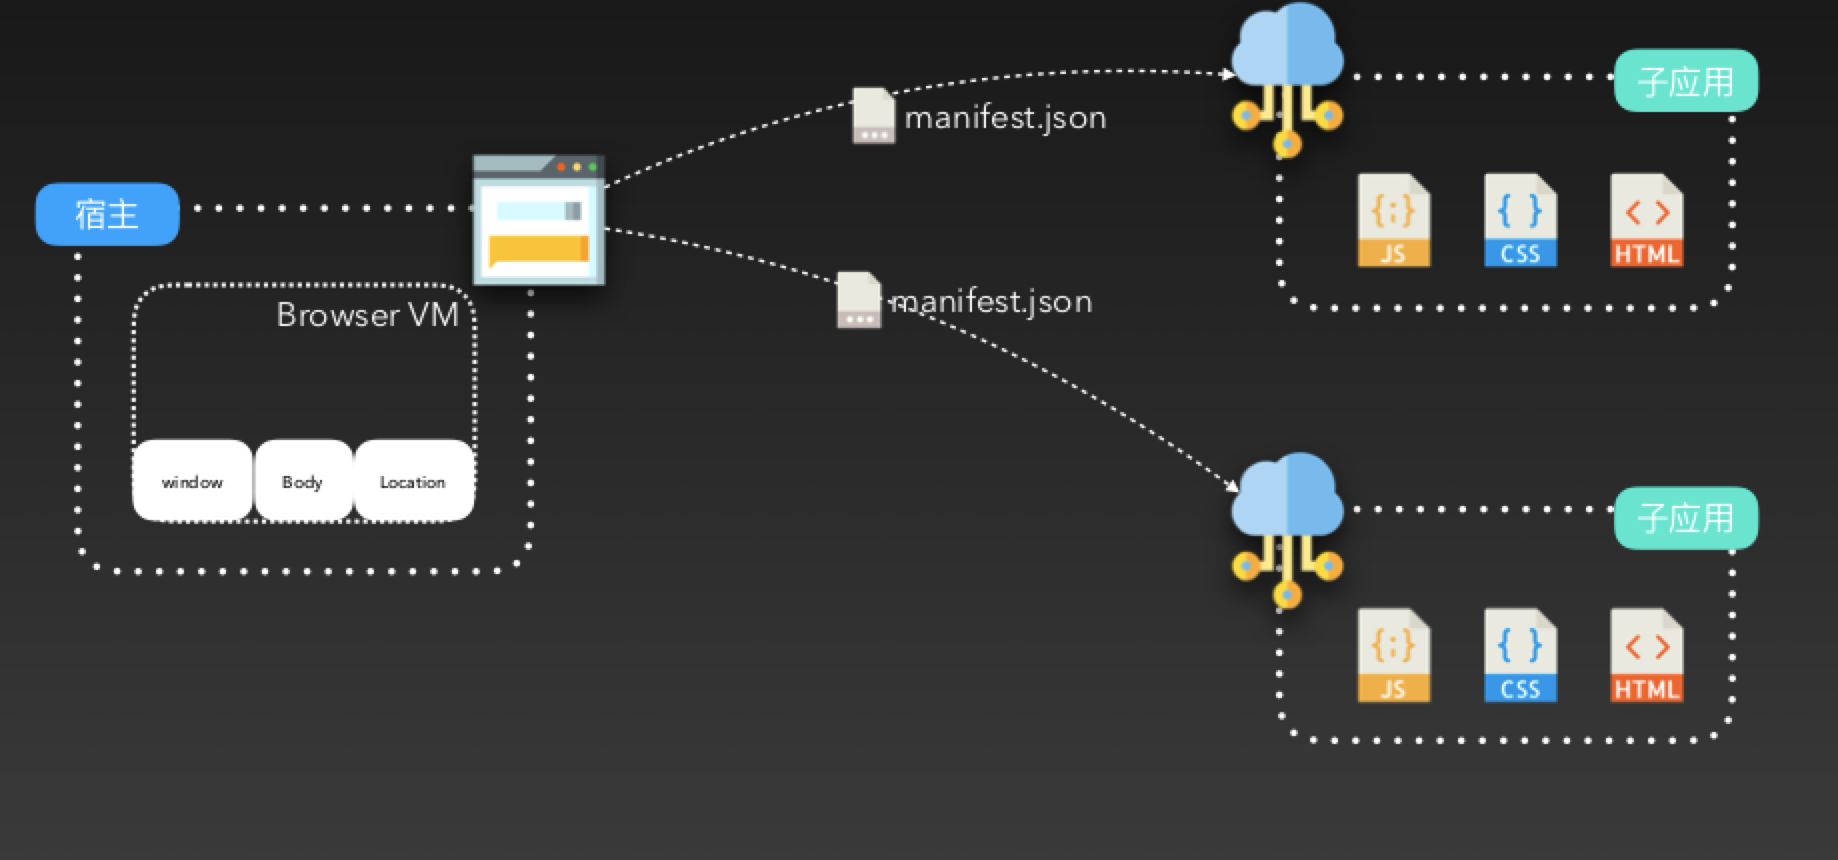 宿主
Browser VM
window
Body
Location
manifest.json
manifest.json
子应用
JS
CSS
HTML
子应用
JS
CSS
HTML